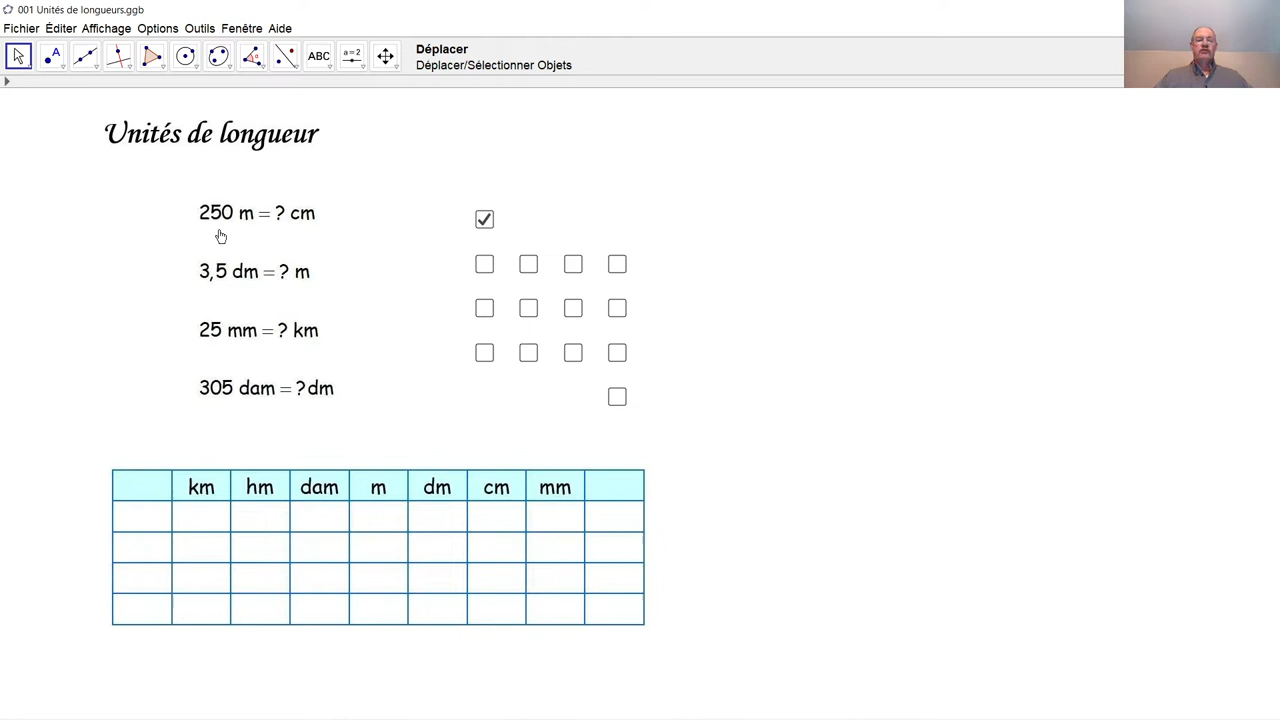 001 Unités de longueurs.ggb
Fichier Éditer Affichage Options Outils Fenêtre Aide
A ABC a=2
Déplacer
Déplacer/Sélectionner Objets
Unités de longueur
250 m = ? cm
3,5 dm = ? m
25 mm = ? km
305 dam = ? dm
km hm dam m dm cm mm